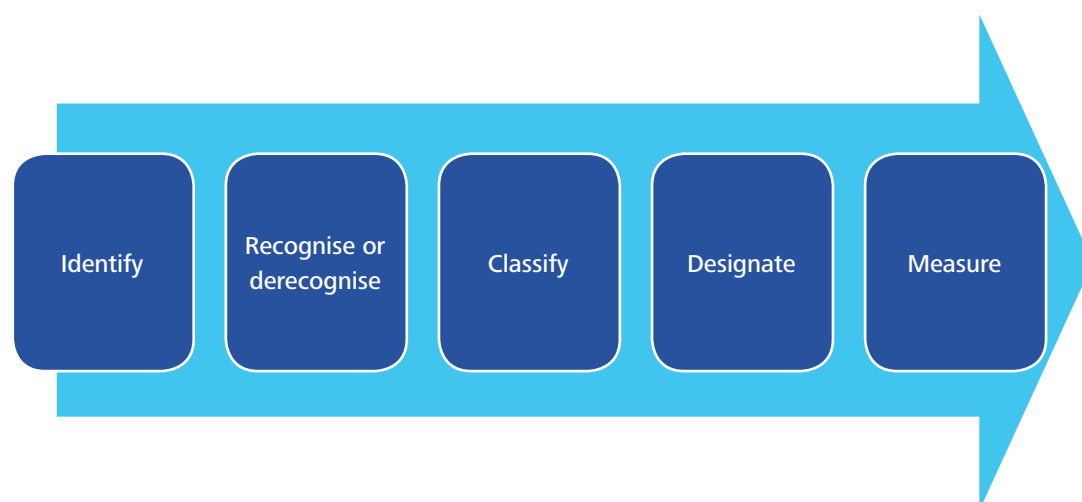 Identify
Recognise or
derecognise
Classify
Designate
Measure